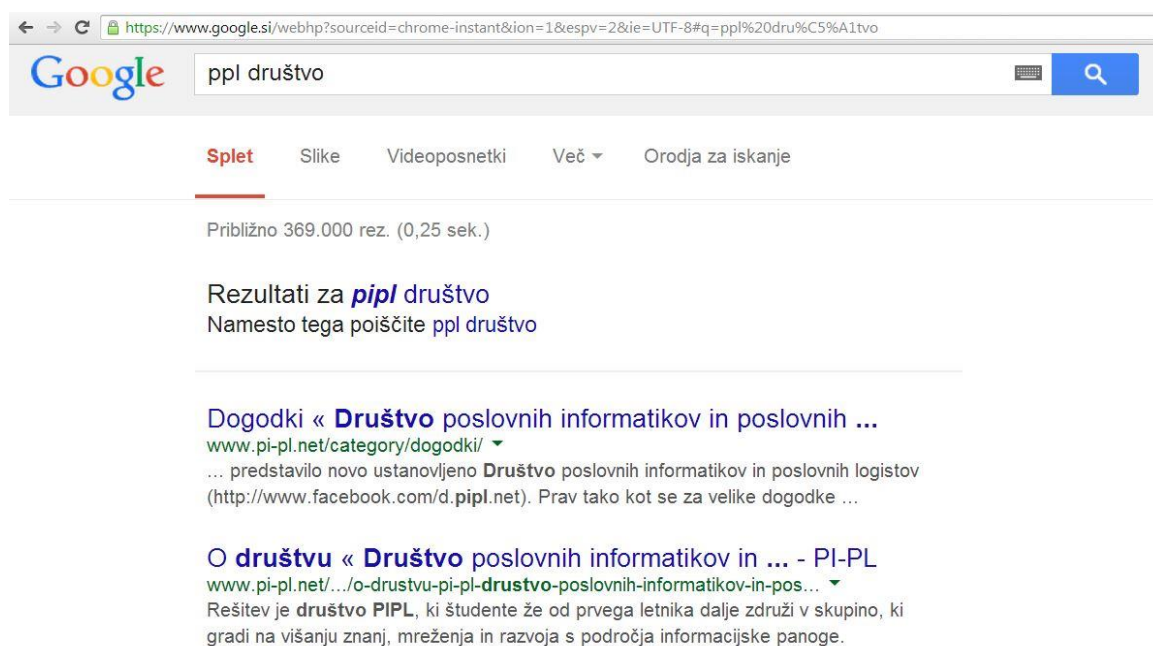 https://www.google.si/webhp?sourceid=chrome-instant&ion=1&espv=2&ie=UTF-8#q=ppl%20dru%C5%A1tvo
Google ppl društvo
Splet Slike Videoposnetki Več Orodja za iskanje
Približno 369.000 rez. (0,25 sek.)
Rezultati za pipl društvo
Namesto tega poiščite ppl društvo
Dogodki « Društvo poslovnih informatikov in poslovnih ...
www.pi-pl.net/category/dogodki/
... predstavilo novo ustanovljeno Društvo poslovnih informatikov in poslovnih logistov
(http://www.facebook.com/d.pipl.net). Prav tako kot se za velike dogodke ...
O društvu « Društvo poslovnih informatikov in ... - PI-PL
www.pi-pl.net/.../o-drustvu-pi-pl-drustvo-poslovnih-informatikov-in-pos...
Rešitev je društvo PIPL, ki študente že od prvega letnika dalje združi v skupino, ki
gradi na višanju znanj, mreženja in razvoja s področja informacijske panoge.